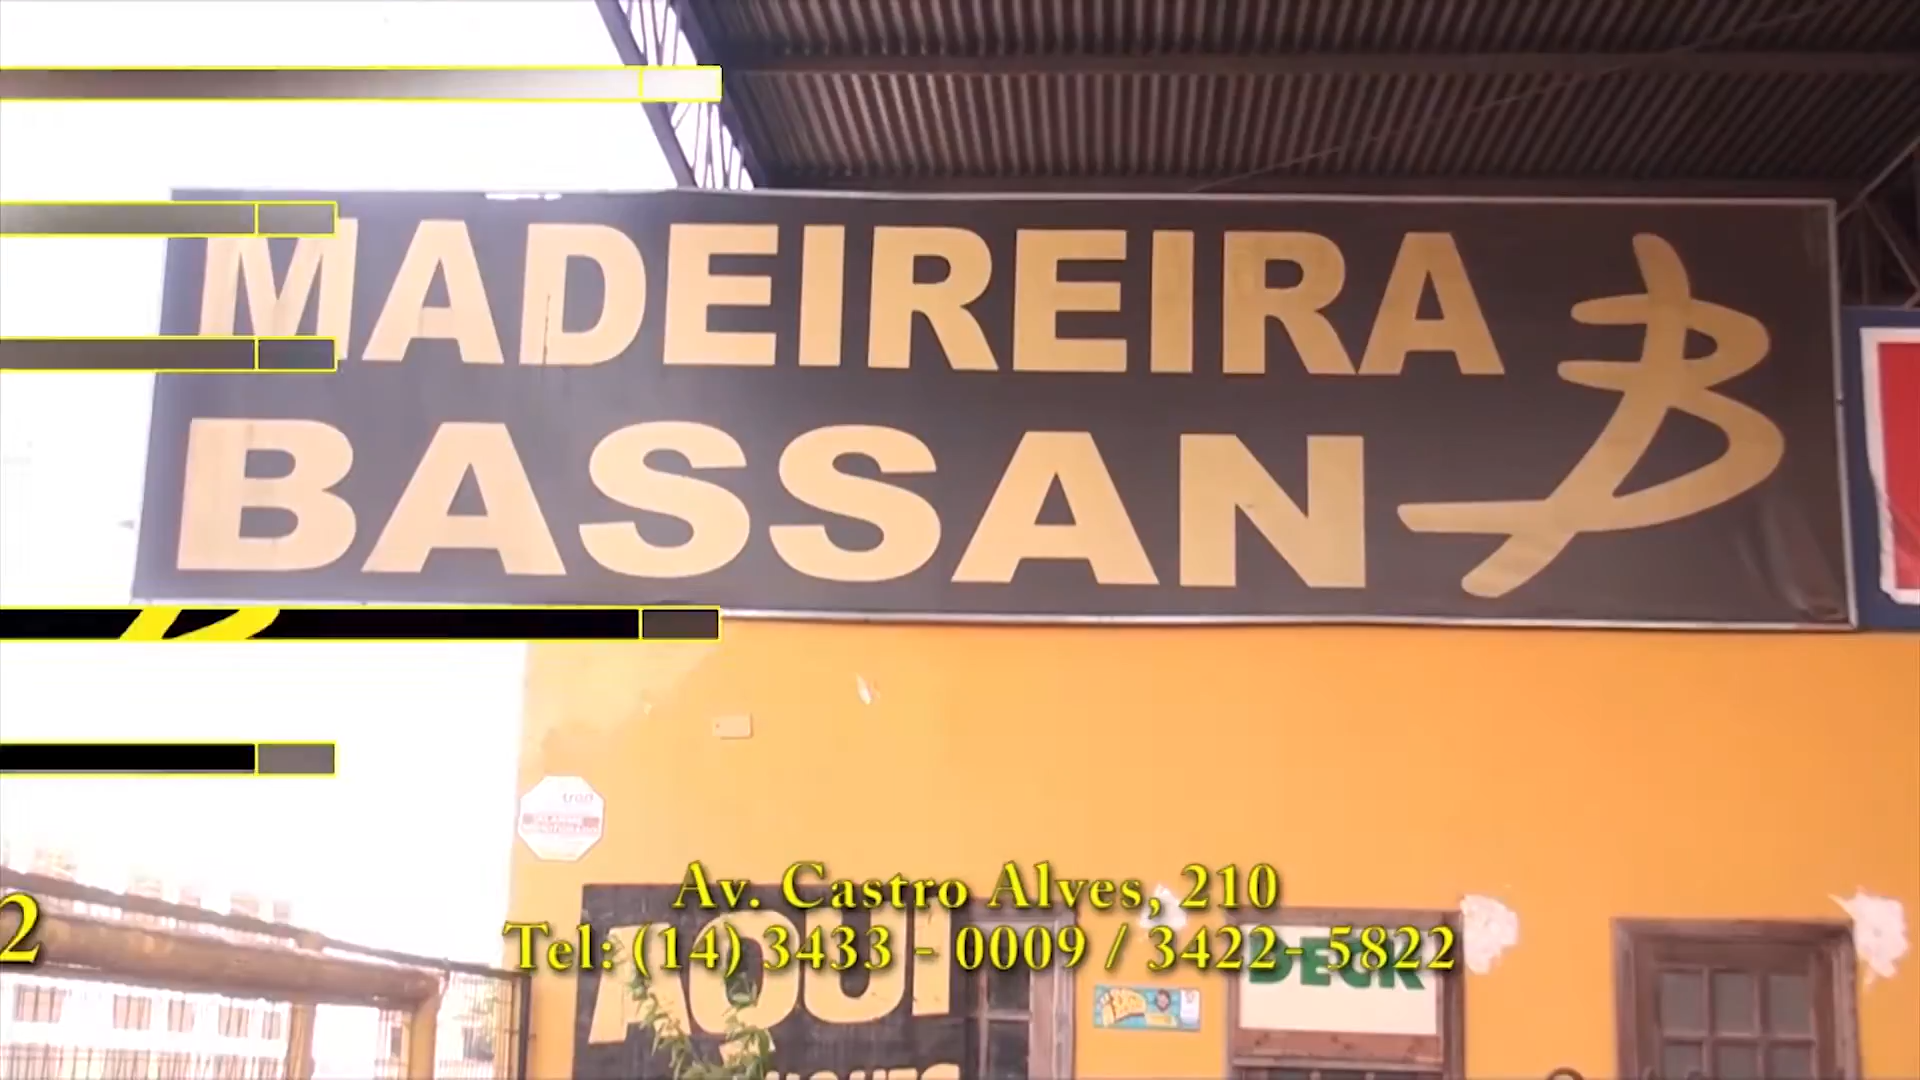 MADEIREIRA
BASSAN
B
Av. Castro Alves, 210
Tel: (14) 3433 - 0009 / 3422- 5822
2
AQUI
DECK